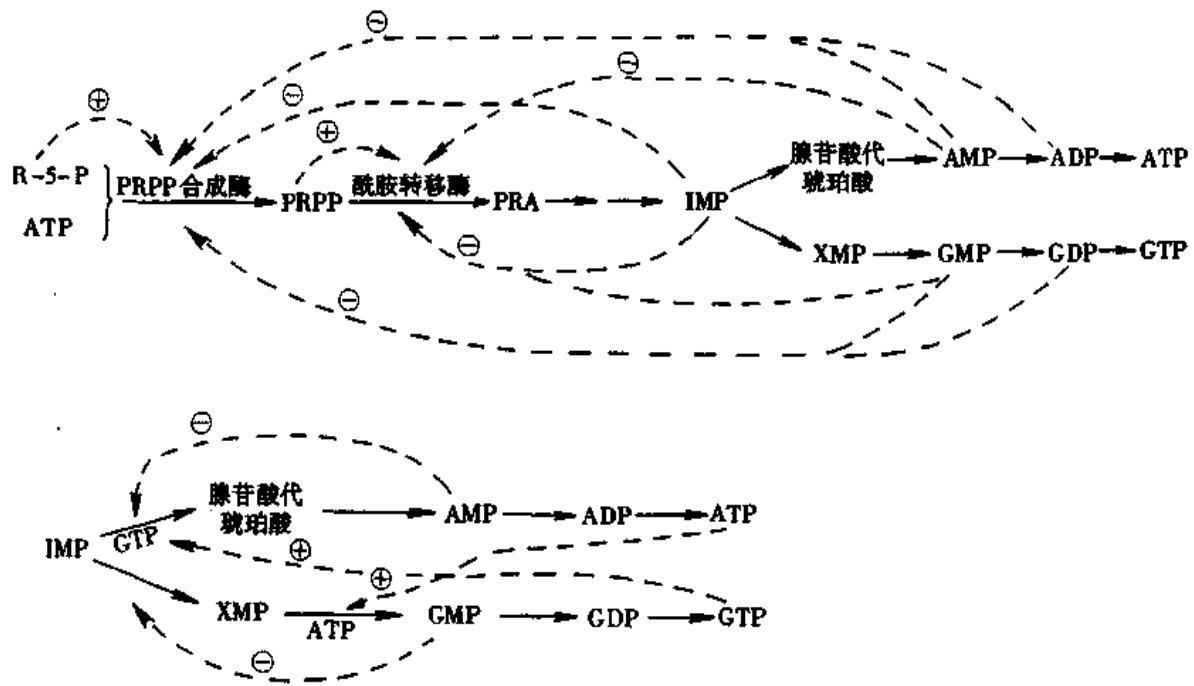 ⊖
⊖
⊕
⊖
⊕
R-5-P
ATP
PRPP合成酶
PRPP
酰胺转移酶
PRA
IMP
腺苷酸代
琥珀酸
AMP
ADP
ATP
XMP
GMP
GDP
GTP
⊖
⊖
⊖
腺苷酸代
琥珀酸
AMP
ADP
ATP
IMP
GTP
⊕
⊕
XMP
ATP
GMP
GDP
GTP
⊖